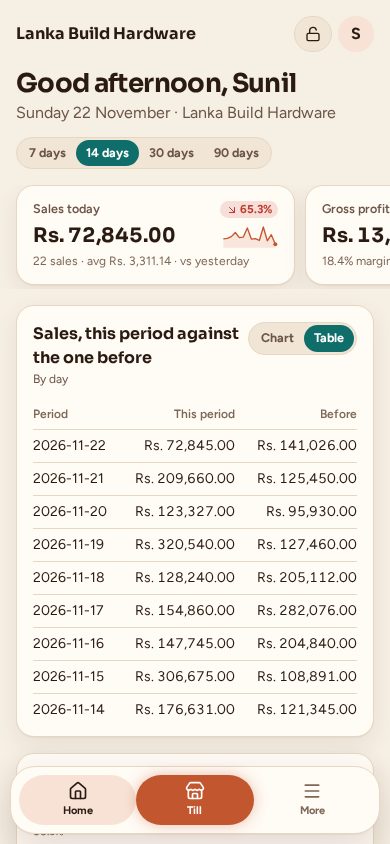 Lanka Build Hardware
S
Good afternoon, Sunil
Sunday 22 November · Lanka Build Hardware
7 days 14 days 30 days 90 days
Sales today 65.3%
Rs. 72,845.00
22 sales · avg Rs. 3,311.14 · vs yesterday
Gross profit
Rs. 13,
18.4% margin
Sales, this period against
the one before
By day
Chart Table
Period This period Before
2026-11-22 Rs. 72,845.00 Rs. 141,026.00
2026-11-21 Rs. 209,660.00 Rs. 125,450.00
2026-11-20 Rs. 123,327.00 Rs. 95,930.00
2026-11-19 Rs. 320,540.00 Rs. 127,460.00
2026-11-18 Rs. 128,240.00 Rs. 205,112.00
2026-11-17 Rs. 154,860.00 Rs. 282,076.00
2026-11-16 Rs. 147,745.00 Rs. 204,840.00
2026-11-15 Rs. 306,675.00 Rs. 108,891.00
2026-11-14 Rs. 176,631.00 Rs. 121,345.00
Home Till More